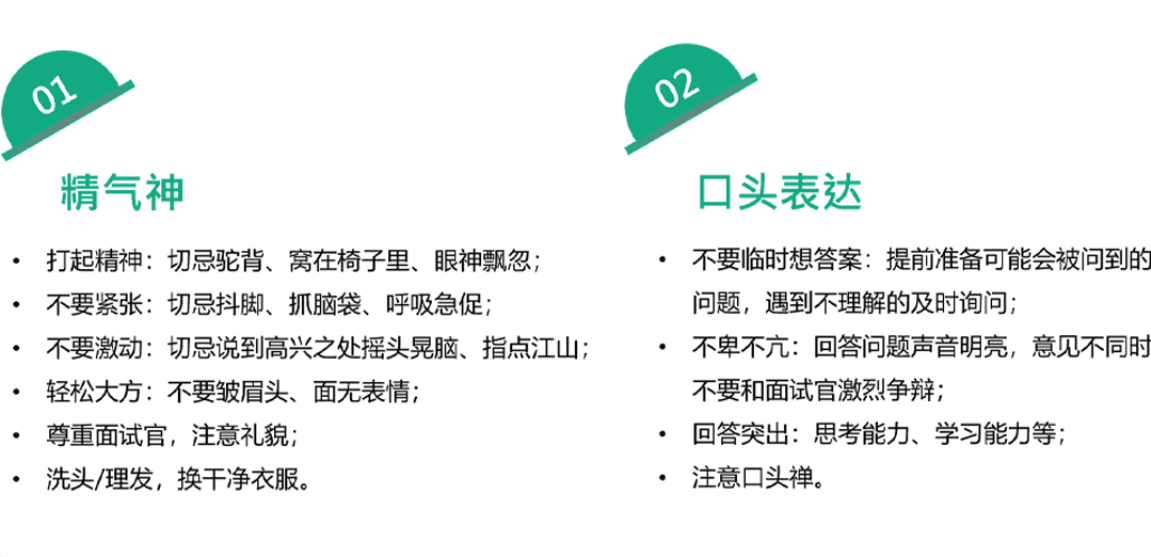 01
精气神
• 打起精神：切忌驼背、窝在椅子里、眼神飘忽；
• 不要紧张：切忌抖脚、抓脑袋、呼吸急促；
• 不要激动：切忌说到高兴之处摇头晃脑、指点江山；
• 轻松大方：不要皱眉头、面无表情；
• 尊重面试官，注意礼貌；
• 洗头/理发，换干净衣服。
02
口头表达
• 不要临时想答案：提前准备可能会被问到的
问题，遇到不理解的及时询问；
• 不卑不亢：回答问题声音明亮，意见不同时
不要和面试官激烈争辩；
• 回答突出：思考能力、学习能力等；
• 注意口头禅。